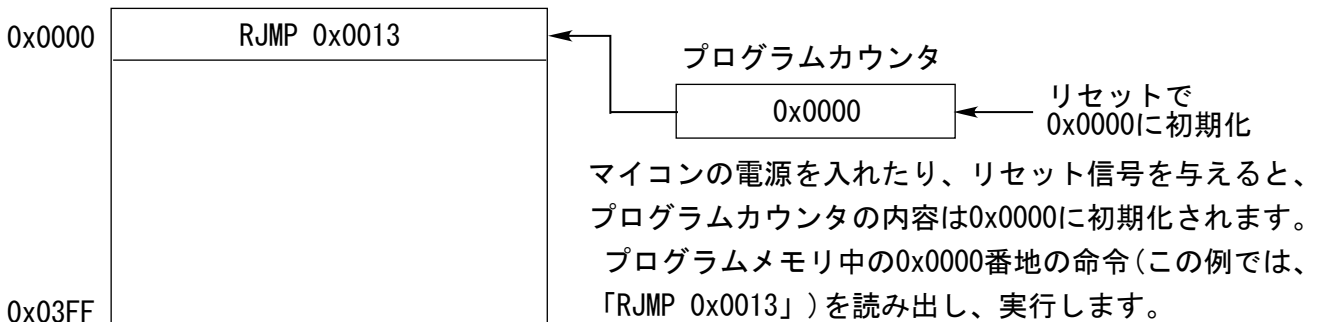 0x0000
RJMP 0x0013
プログラムカウンタ
0x0000
リセットで
0x0000に初期化
マイコンの電源を入れたり、リセット信号を与えると、
プログラムカウンタの内容は0x0000に初期化されます。
プログラムメモリ中の0x0000番地の命令(この例では、
「RJMP 0x0013」)を読み出し、実行します。
0x03FF